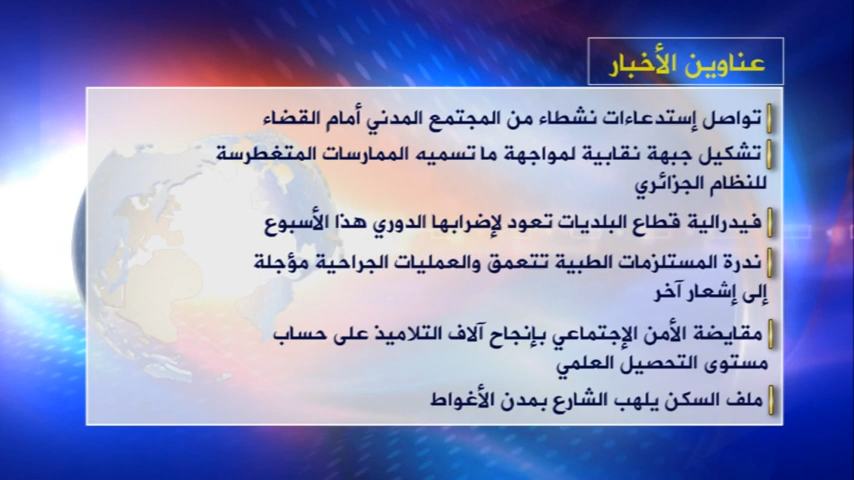 عناوين الأخبار
تواصل إستدعاءات نشطاء من المجتمع المدني أمام القضاء
تشكيل جبهة نقابية لمواجهة ما تسميه الممارسات المتغطرسة
للنظام الجزائري
فيدرالية قطاع البلديات تعود لإضرابها الدوري هذا الأسبوع
ندرة المستلزمات الطبية تتعمق والعمليات الجراحية مؤجلة
إلى إشعار آخر
مقايضة الأمن الإجتماعي بإنجاح آلاف التلاميذ على حساب
مستوى التحصيل العلمي
ملف السكن يلهب الشارع بمدن الأغواط